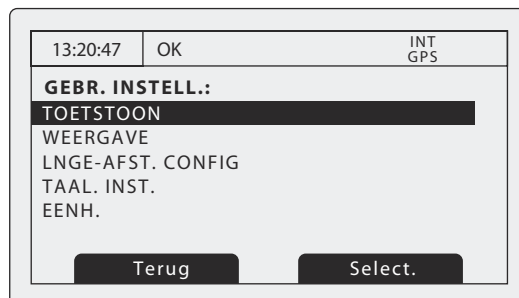 13:20:47 OK INT
GPS
GEBR. INSTELL.:
TOETSTOON
WEERGAVE
LNGE-AFST. CONFIG
TAAL. INST.
EENH.
Terug Select.